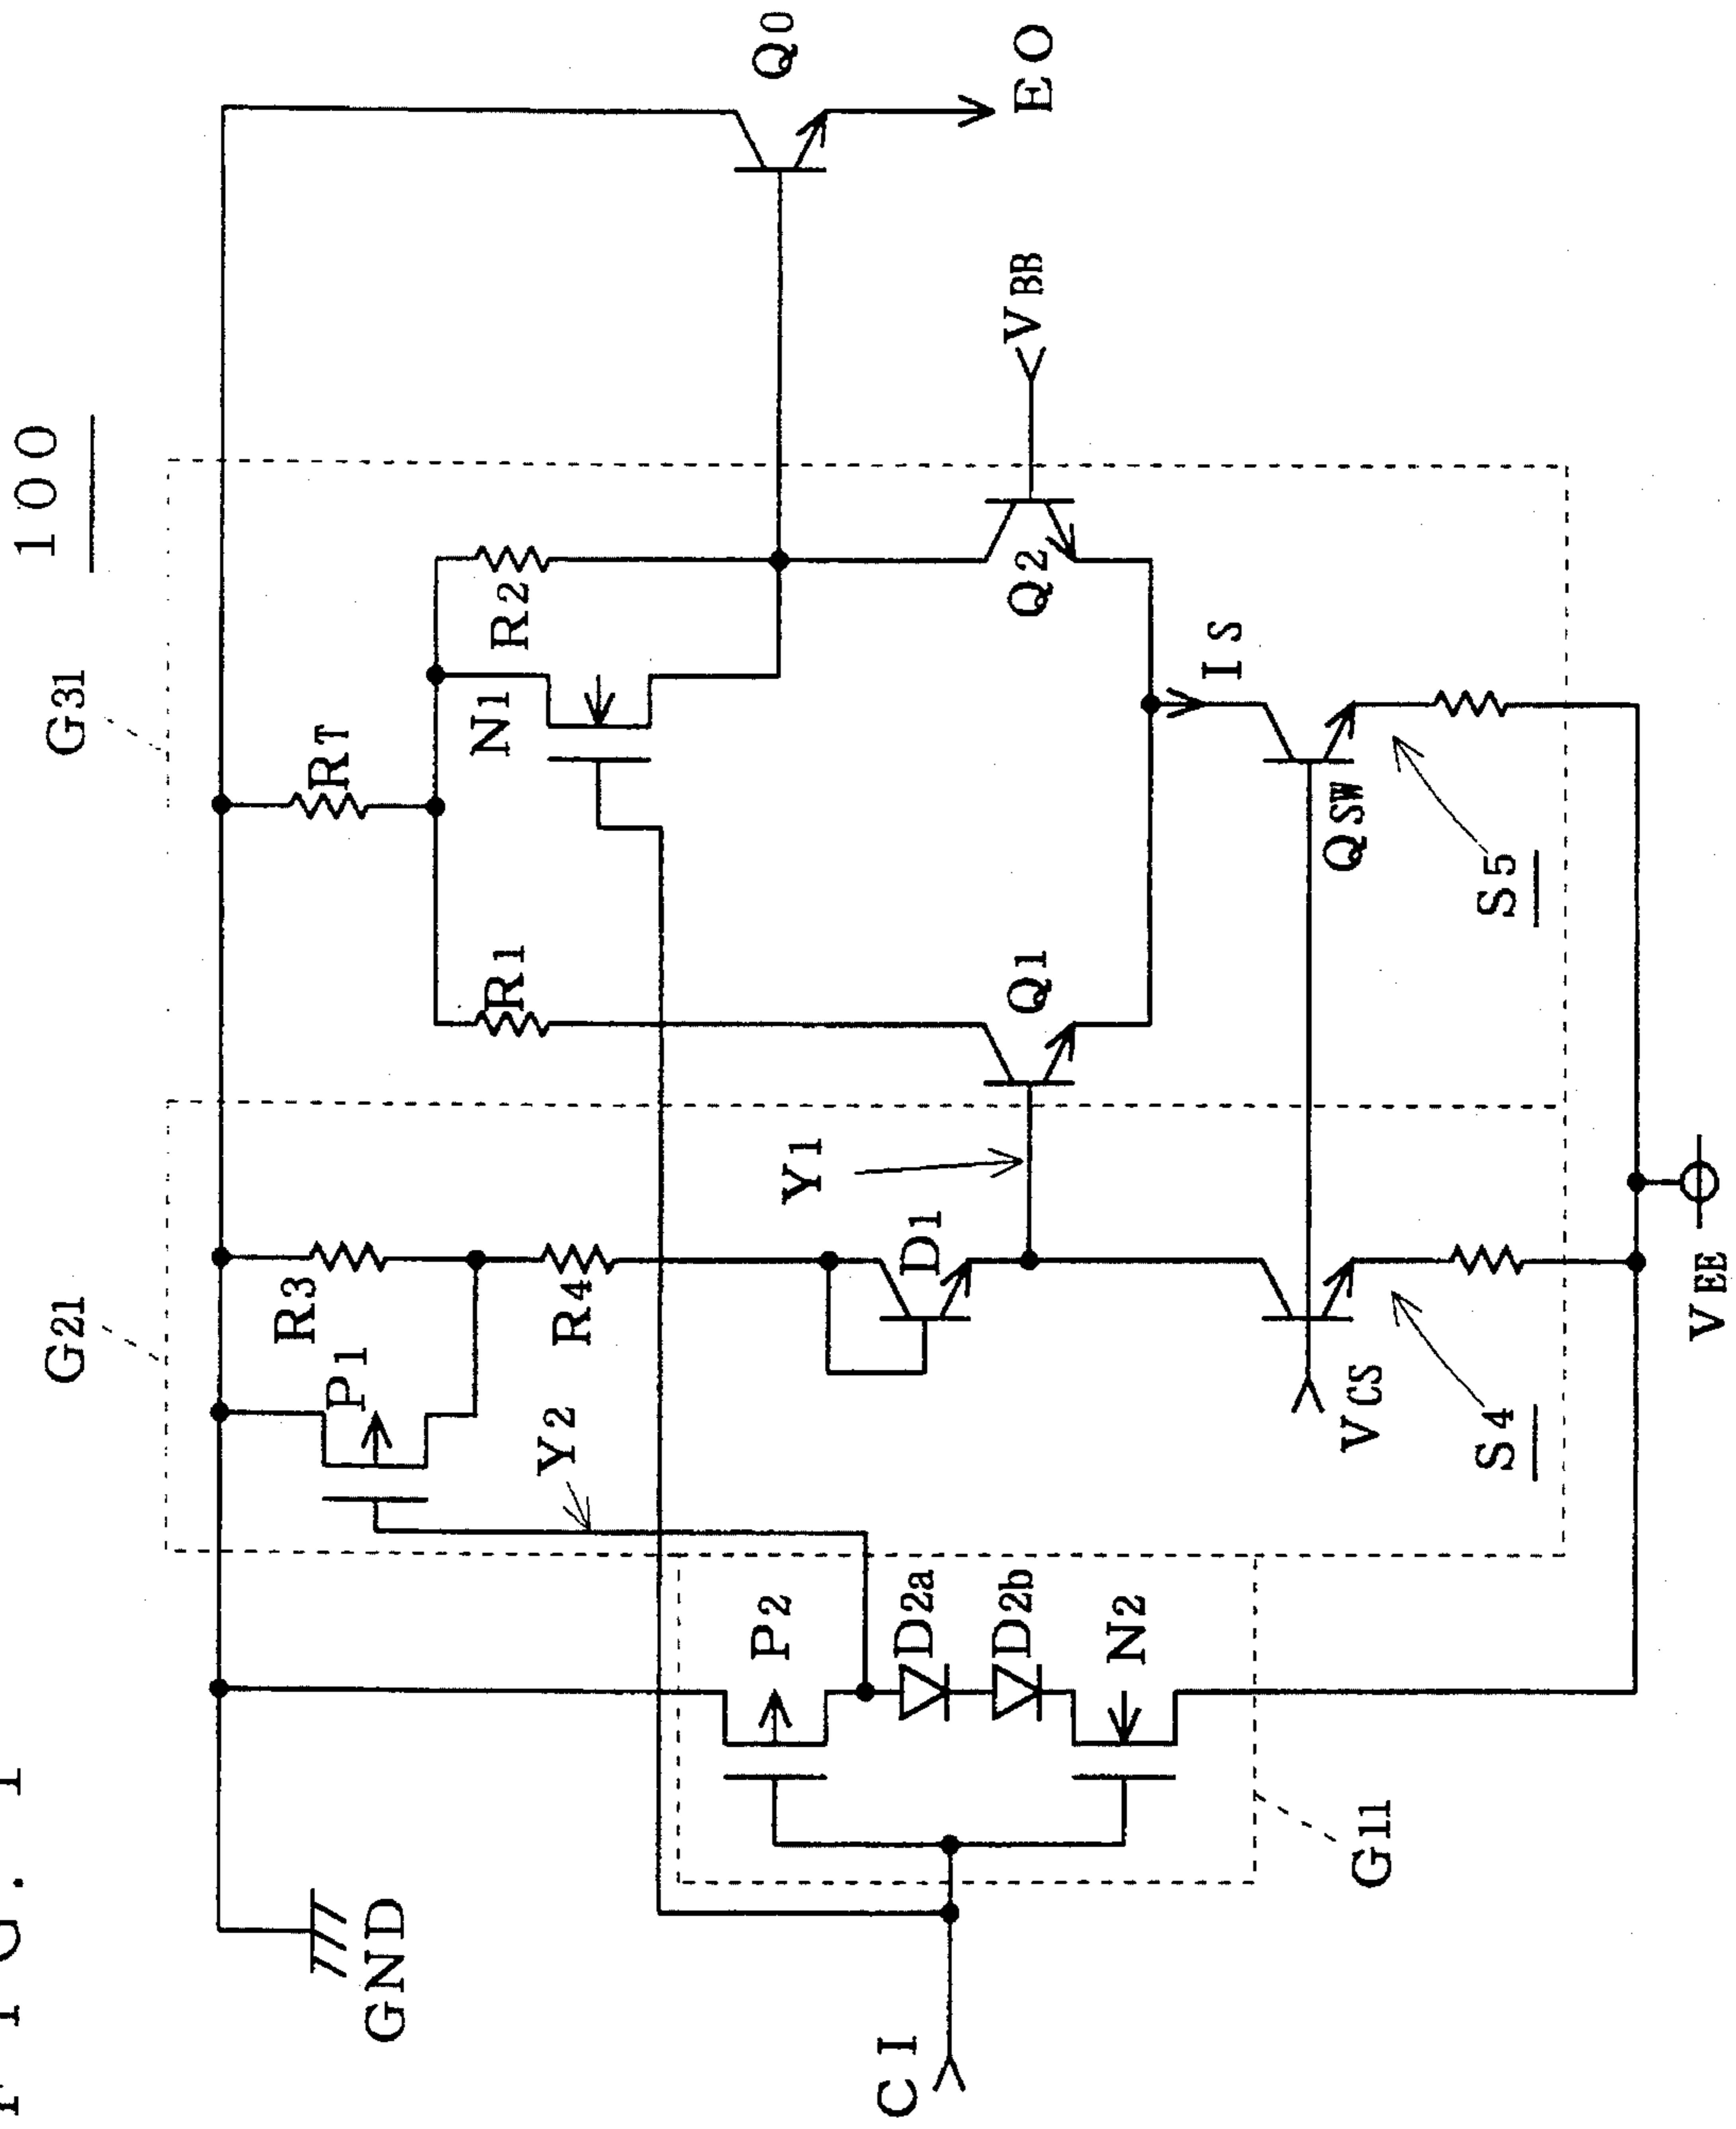 FIG. 1
100
G21
G31
GND
R3
RT
P1
R4
R2
N1
Y2
Q0
R1
P2
Y1
CI
D2a
D1
Q1
Q2
VBB
EO
D2b
N2
IS
G11
VCS
QSW
S4
S5
VEE